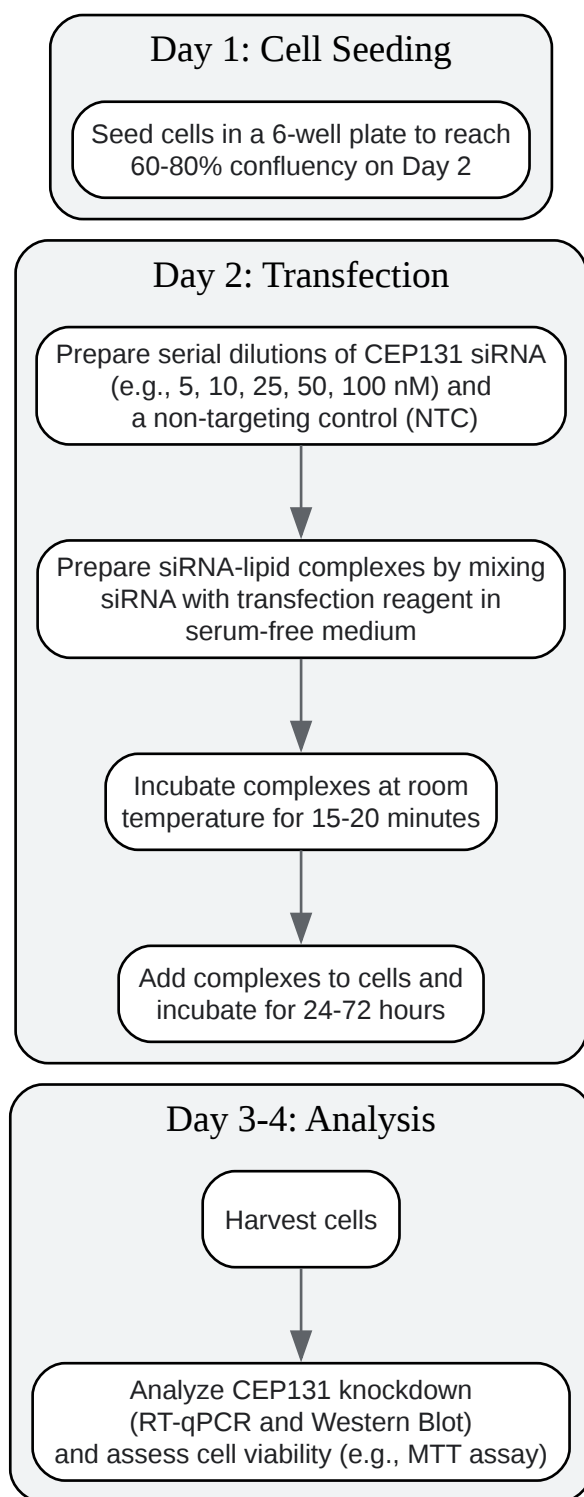 Day 1: Cell Seeding
Seed cells in a 6-well plate to reach
60-80% confluency on Day 2
Day 2: Transfection
Prepare serial dilutions of CEP131 siRNA
(e.g., 5, 10, 25, 50, 100 nM) and
a non-targeting control (NTC)
Prepare siRNA-lipid complexes by mixing
siRNA with transfection reagent in
serum-free medium
Incubate complexes at room
temperature for 15-20 minutes
Add complexes to cells and
incubate for 24-72 hours
Day 3-4: Analysis
Harvest cells
Analyze CEP131 knockdown
(RT-qPCR and Western Blot)
and assess cell viability (e.g., MTT assay)